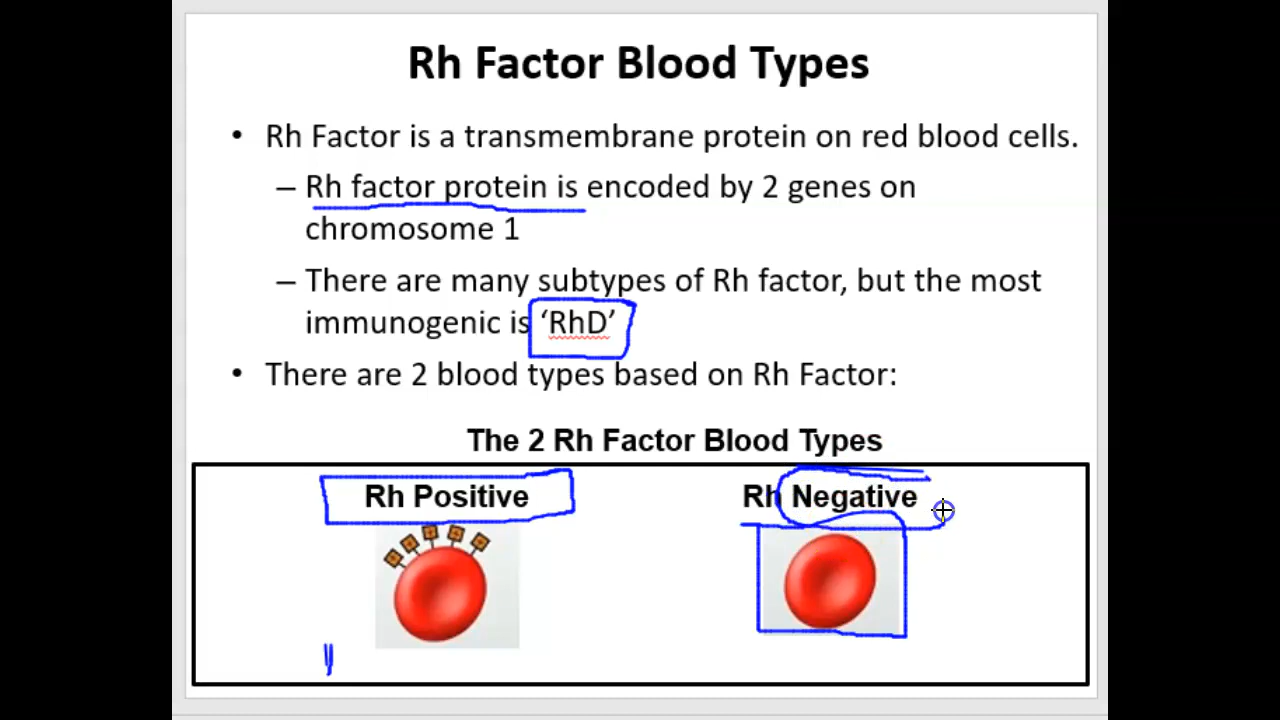 Rh Factor Blood Types
• Rh Factor is a transmembrane protein on red blood cells.
– Rh factor protein is encoded by 2 genes on
chromosome 1
– There are many subtypes of Rh factor, but the most
immunogenic is ‘RhD’
• There are 2 blood types based on Rh Factor:
The 2 Rh Factor Blood Types
Rh Positive
Rh Negative